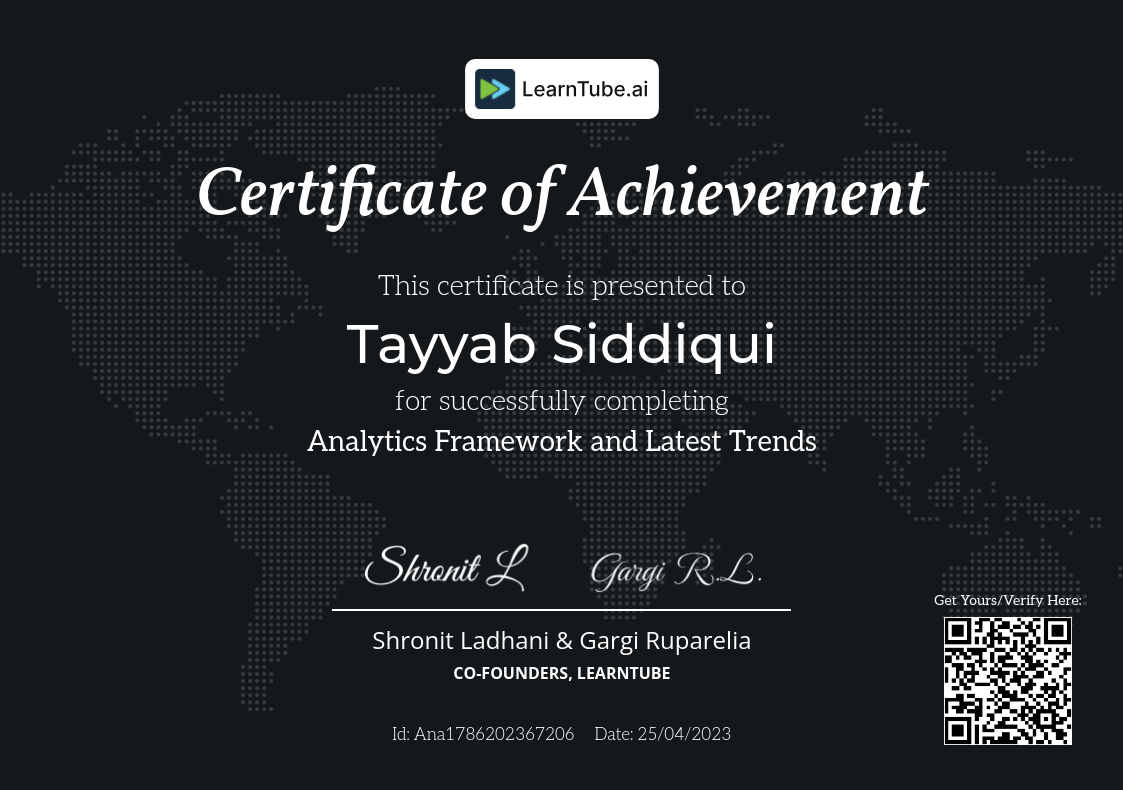 LearnTube.ai
Certificate of Achievement
This certificate is presented to
Tayyab Siddiqui
for successfully completing
Analytics Framework and Latest Trends
Shronit L
Gargi R.L.
Shronit Ladhani & Gargi Ruparelia
CO-FOUNDERS, LEARNTUBE
Get Yours/Verify Here:
Id: Ana1786202367206 Date: 25/04/2023